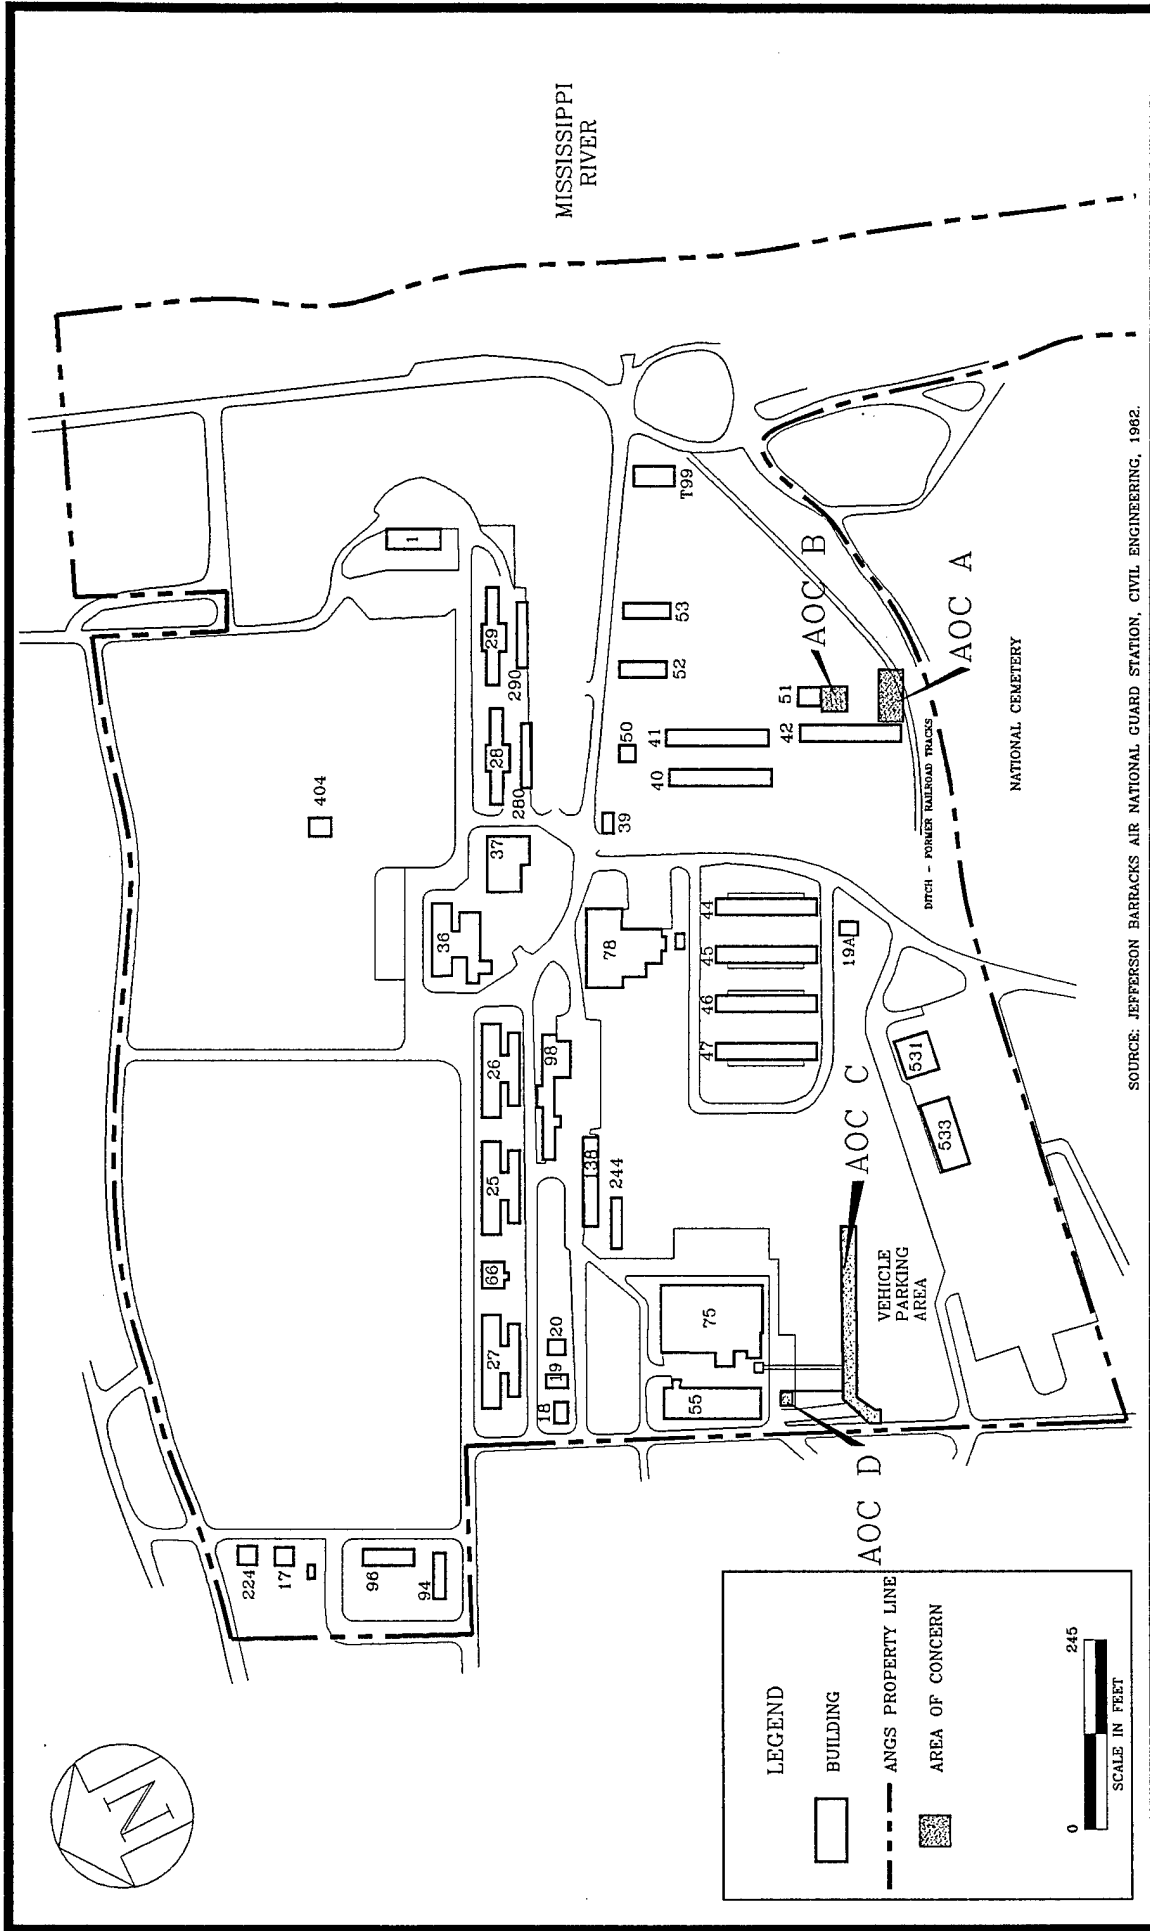 MISSISSIPPI
RIVER
404
1
29
290
28
280
37
36
26
25
66
27
98
138
244
20
19
18
224
17
96
94
T99
53
52
50
41
40
39
51
42
AOC B
AOC A
DITCH - FORMER RAILROAD TRACKS
NATIONAL CEMETERY
78
44
45
46
47
19A
531
533
AOC C
VEHICLE
PARKING
AREA
75
55
AOC D
N
LEGEND
BUILDING
ANGS PROPERTY LINE
AREA OF CONCERN
0
245
SCALE IN FEET
SOURCE: JEFFERSON BARRACKS AIR NATIONAL GUARD STATION, CIVIL ENGINEERING, 1982.